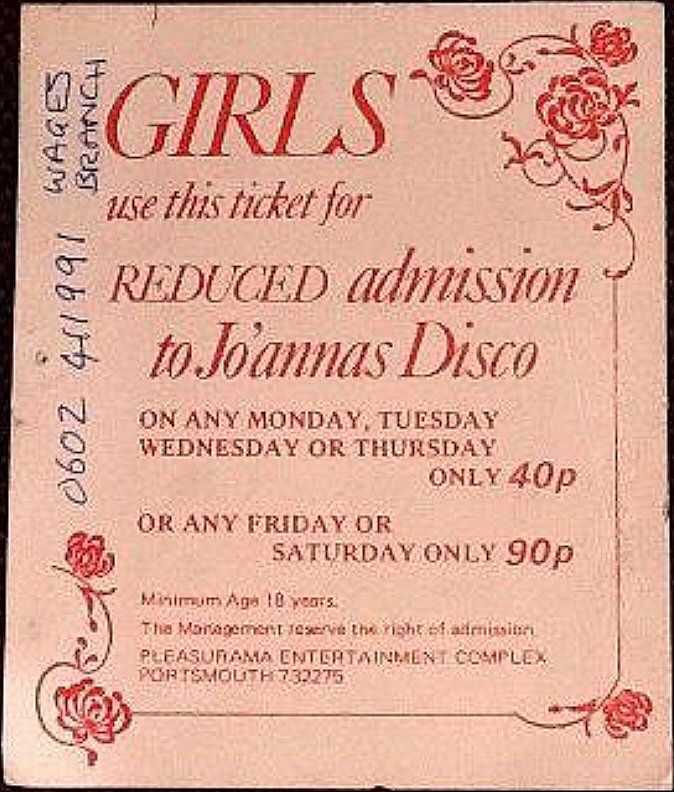 GIRLS
use this ticket for
REDUCED admission
to Jo'annas Disco
ON ANY MONDAY, TUESDAY
WEDNESDAY OR THURSDAY
ONLY 40p
OR ANY FRIDAY OR
SATURDAY ONLY 90p
Minimum Age 18 years.
The Management reserve the right of admission
PLEASURAMA ENTERTAINMENT COMPLEX
PORTSMOUTH 732275
0602 411991 WAGES
BRANCH